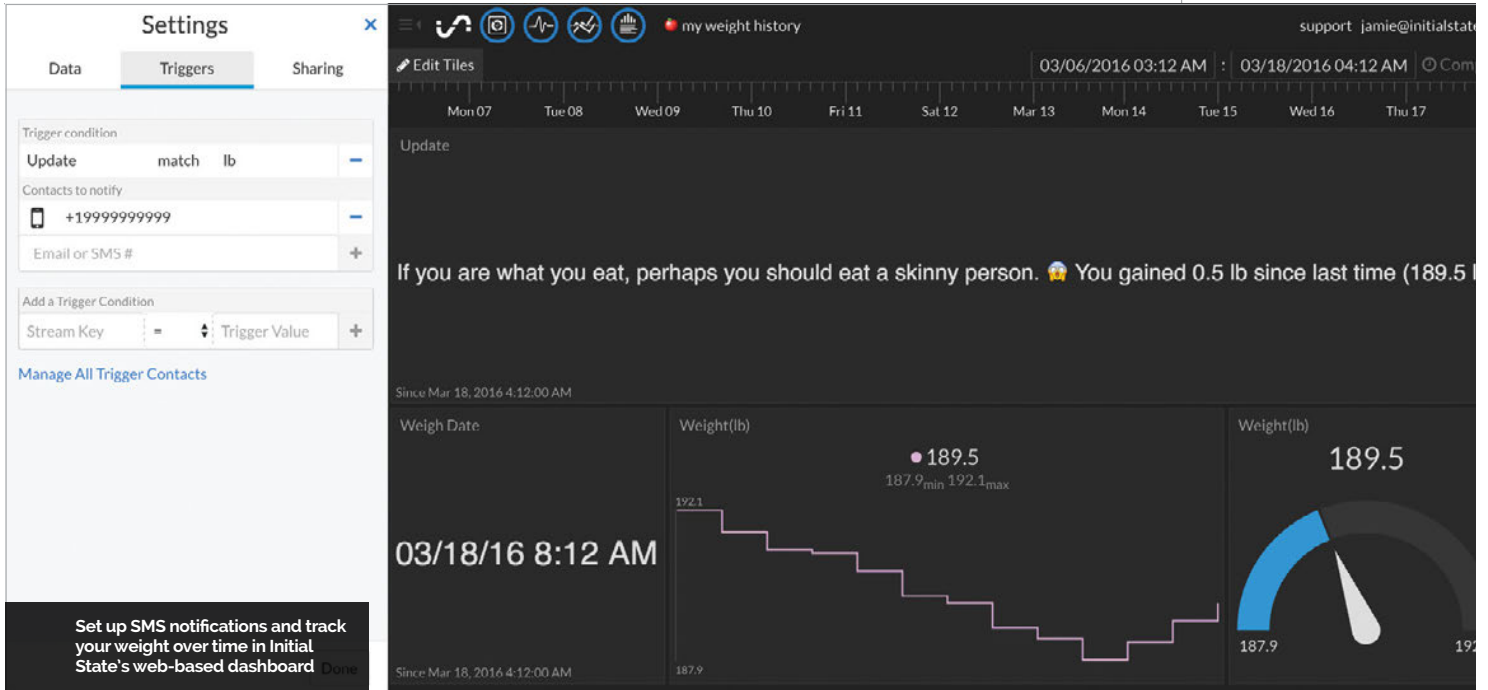 Settings ×
Data Triggers Sharing
Trigger condition
Update match lb
Contacts to notify
+19999999999
Email or SMS #
Add a Trigger Condition
Stream Key = Trigger Value
Manage All Trigger Contacts
Done
Set up SMS notifications and track
your weight over time in Initial
State's web-based dashboard
my weight history
support jamie@initialstate
Edit Tiles
03/06/2016 03:12 AM : 03/18/2016 04:12 AM
Mon 07 Tue 08 Wed 09 Thu 10 Fri 11 Sat 12 Mar 13 Mon 14 Tue 15 Wed 16 Thu 17
Update
If you are what you eat, perhaps you should eat a skinny person. 😱 You gained 0.5 lb since last time (189.5
Since Mar 18, 2016 4:12:00 AM
Weigh Date
03/18/16 8:12 AM
Since Mar 18, 2016 4:12:00 AM
Weight(lb)
189.5
187.9min 192.1max
192.1
187.9
Weight(lb)
189.5
187.9